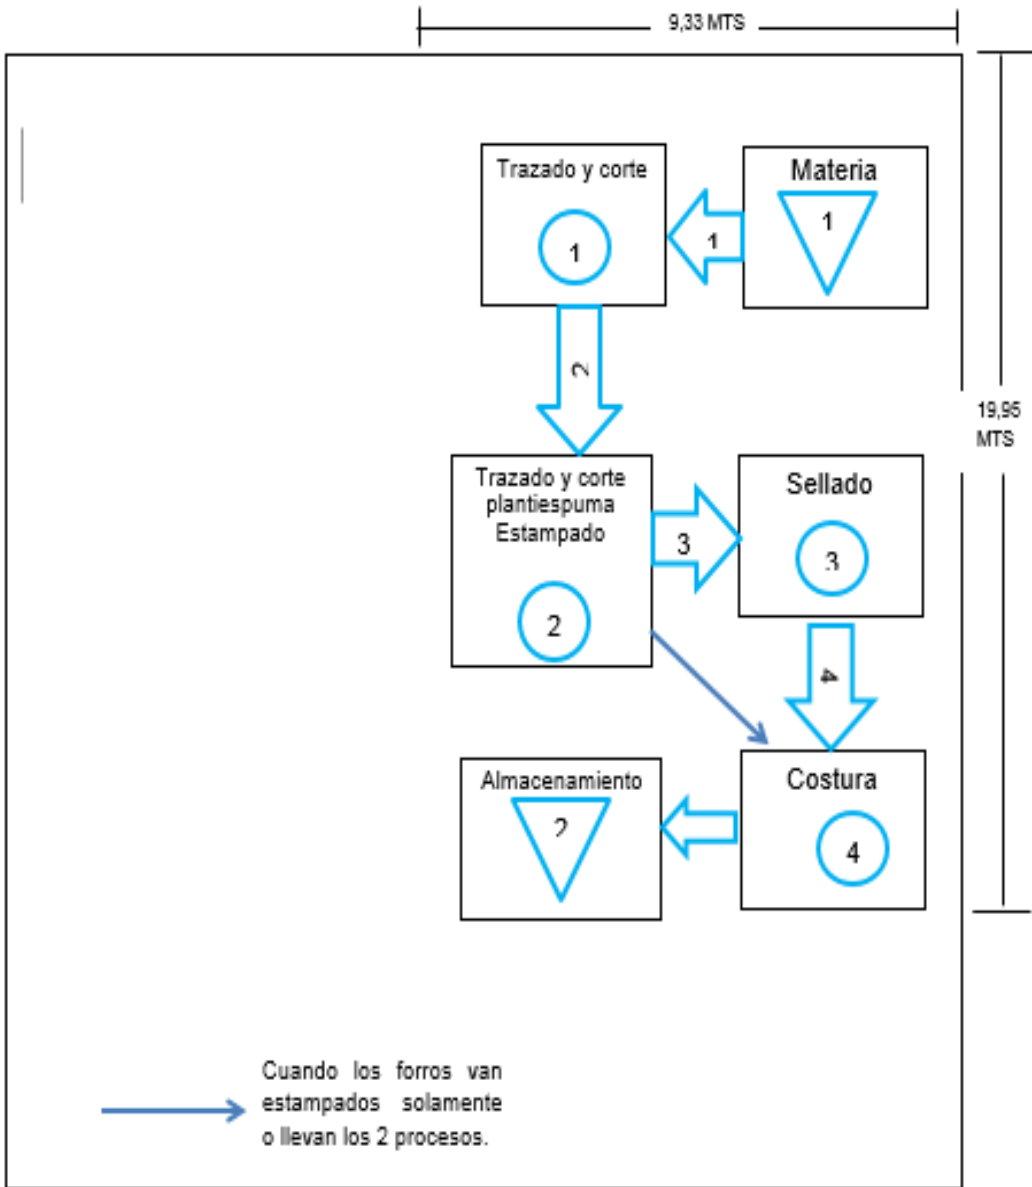 9,33 MTS
Trazado y corte
1
1
Materia
1
2
19,95
MTS
Trazado y corte
plantiespuma
Estampado
2
3
Sellado
3
4
Almacenamiento
2
Costura
4
Cuando los forros van
estampados solamente
o llevan los 2 procesos.